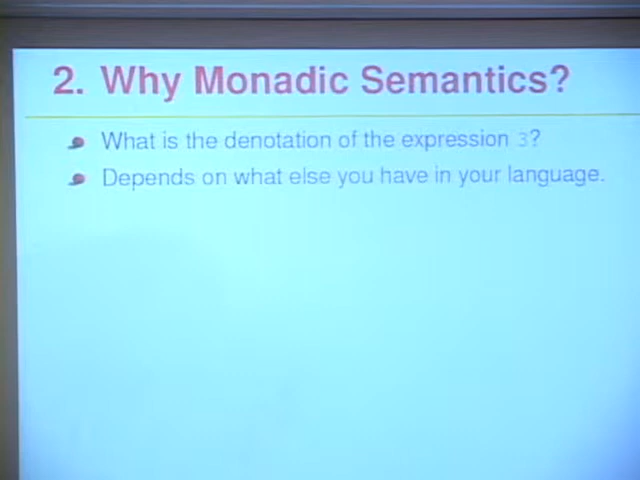 2. Why Monadic Semantics?
What is the denotation of the expression 3?
Depends on what else you have in your language.